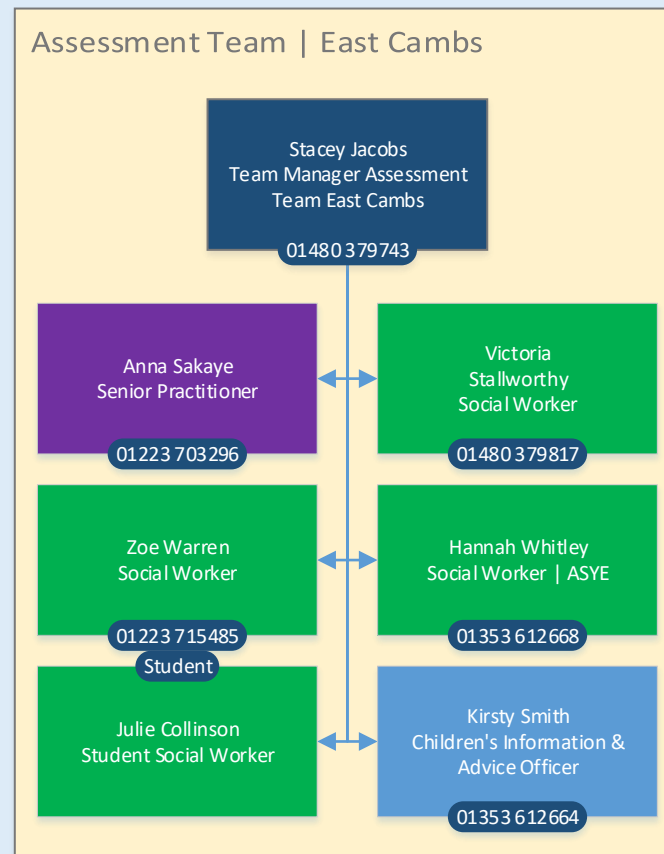 Assessment Team | East Cambs
Stacey Jacobs
Team Manager Assessment
Team East Cambs
01480 379743
Anna Sakaye
Senior Practitioner
01223 703296
Victoria
Stallworthy
Social Worker
01480 379817
Zoe Warren
Social Worker
01223 715485
Hannah Whitley
Social Worker | ASYE
01353 612668
Student
Julie Collinson
Student Social Worker
Kirsty Smith
Children's Information &
Advice Officer
01353 612664